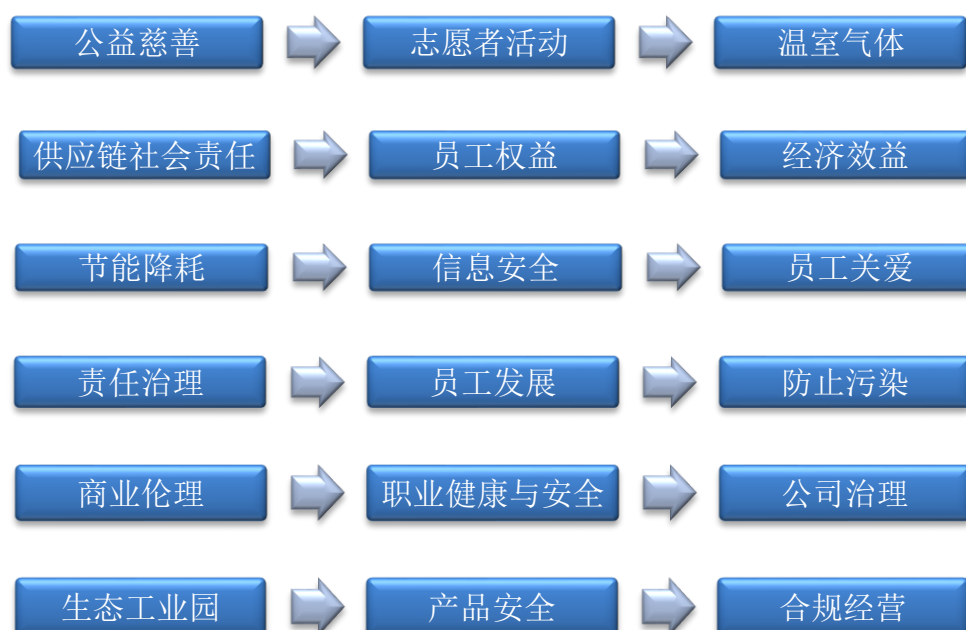 公益慈善 志愿者活动 温室气体
供应链社会责任 员工权益 经济效益
节能降耗 信息安全 员工关爱
责任治理 员工发展 防止污染
商业伦理 职业健康与安全 公司治理
生态工业园 产品安全 合规经营